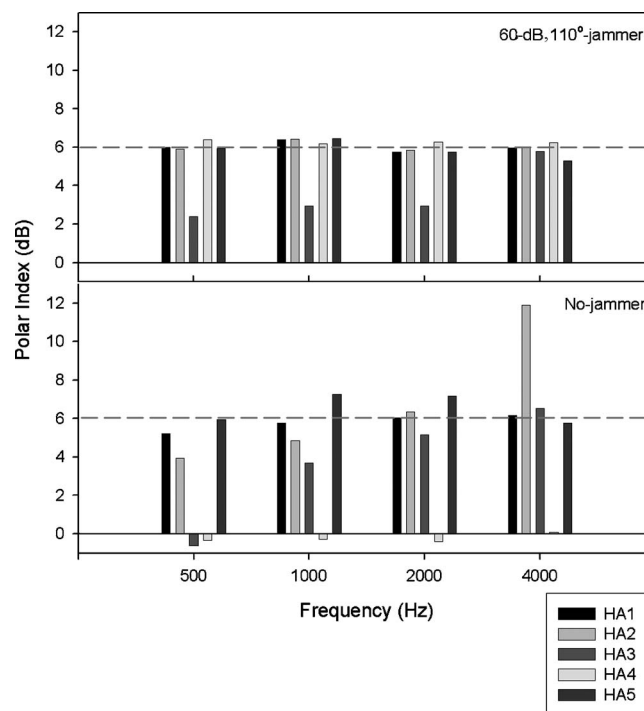 60-dB,110°-jammer
12
10
8
6
4
2
0
Polar Index (dB)
No-jammer
12
10
8
6
4
2
0
500 1000 2000 4000
Frequency (Hz)
HA1
HA2
HA3
HA4
HA5